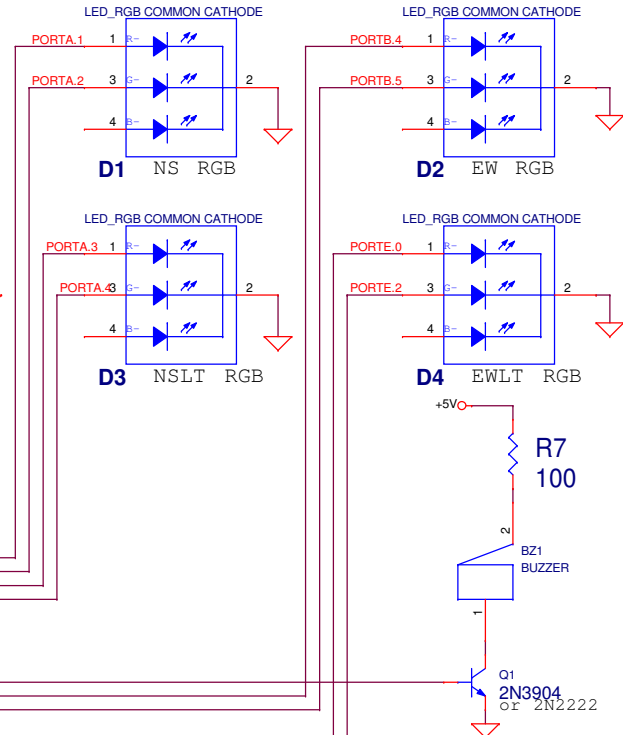 LED_RGB COMMON CATHODE
PORTA.1 1 R-
PORTA.2 3 G- 2
4 B-
D1 NS RGB
LED_RGB COMMON CATHODE
PORTB.4 1 R-
PORTB.5 3 G- 2
4 B-
D2 EW RGB
LED_RGB COMMON CATHODE
PORTA.3 1 R-
PORTA.4 3 G- 2
4 B-
D3 NSLT RGB
LED_RGB COMMON CATHODE
PORTE.0 1 R-
PORTE.2 3 G- 2
4 B-
D4 EWLT RGB
+5V
R7
100
2
BZ1
BUZZER
1
Q1
2N3904
or 2N2222